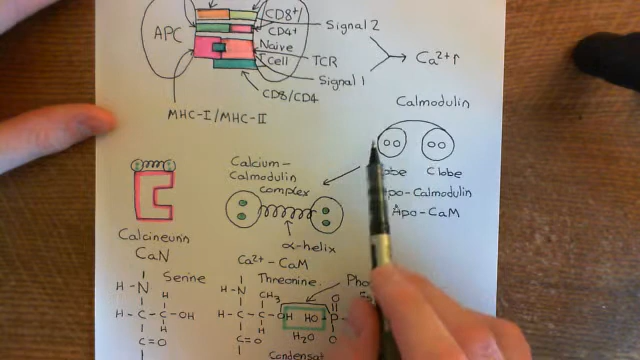 APC
CD8+/
CD4+
Naive
T Cell
Signal 2
TCR
Signal 1
Ca²⁺↑
CD8/CD4
MHC-I/MHC-II
Calmodulin
C lobe
Apo-Calmodulin
Apo-CaM
Calcium-
Calmodulin
complex
α-helix
Ca²⁺-CaM
Calcineurin
CaN
Serine
Threonine
H-N
H
H-C-C-OH
H
C=O
H-N
CH₃
H-C-C-OH HO-P
H
C=O
O
O
H₂O